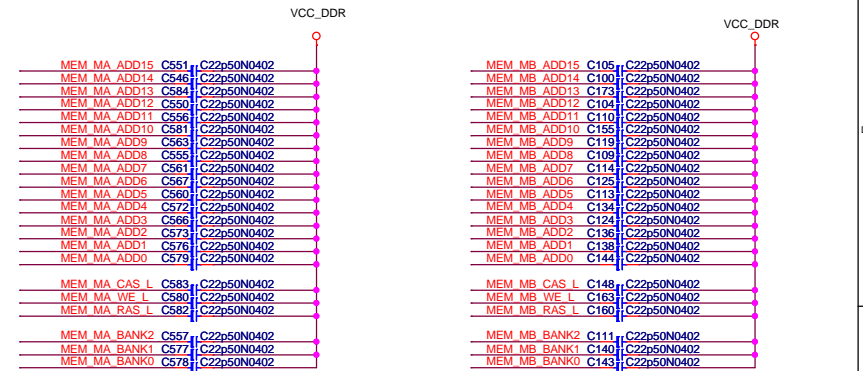 VCC_DDR
MEM_MA_ADD15 C551 C22p50N0402
MEM_MA_ADD14 C546 C22p50N0402
MEM_MA_ADD13 C584 C22p50N0402
MEM_MA_ADD12 C550 C22p50N0402
MEM_MA_ADD11 C556 C22p50N0402
MEM_MA_ADD10 C581 C22p50N0402
MEM_MA_ADD9 C563 C22p50N0402
MEM_MA_ADD8 C555 C22p50N0402
MEM_MA_ADD7 C561 C22p50N0402
MEM_MA_ADD6 C567 C22p50N0402
MEM_MA_ADD5 C560 C22p50N0402
MEM_MA_ADD4 C572 C22p50N0402
MEM_MA_ADD3 C566 C22p50N0402
MEM_MA_ADD2 C573 C22p50N0402
MEM_MA_ADD1 C576 C22p50N0402
MEM_MA_ADD0 C579 C22p50N0402
MEM_MA_CAS_L C583 C22p50N0402
MEM_MA_WE_L C580 C22p50N0402
MEM_MA_RAS_L C582 C22p50N0402
MEM_MA_BANK2 C557 C22p50N0402
MEM_MA_BANK1 C577 C22p50N0402
MEM_MA_BANK0 C578 C22p50N0402
VCC_DDR
MEM_MB_ADD15 C105 C22p50N0402
MEM_MB_ADD14 C100 C22p50N0402
MEM_MB_ADD13 C173 C22p50N0402
MEM_MB_ADD12 C104 C22p50N0402
MEM_MB_ADD11 C110 C22p50N0402
MEM_MB_ADD10 C155 C22p50N0402
MEM_MB_ADD9 C119 C22p50N0402
MEM_MB_ADD8 C109 C22p50N0402
MEM_MB_ADD7 C114 C22p50N0402
MEM_MB_ADD6 C125 C22p50N0402
MEM_MB_ADD5 C113 C22p50N0402
MEM_MB_ADD4 C134 C22p50N0402
MEM_MB_ADD3 C124 C22p50N0402
MEM_MB_ADD2 C136 C22p50N0402
MEM_MB_ADD1 C138 C22p50N0402
MEM_MB_ADD0 C144 C22p50N0402
MEM_MB_CAS_L C148 C22p50N0402
MEM_MB_WE_L C163 C22p50N0402
MEM_MB_RAS_L C160 C22p50N0402
MEM_MB_BANK2 C111 C22p50N0402
MEM_MB_BANK1 C140 C22p50N0402
MEM_MB_BANK0 C143 C22p50N0402